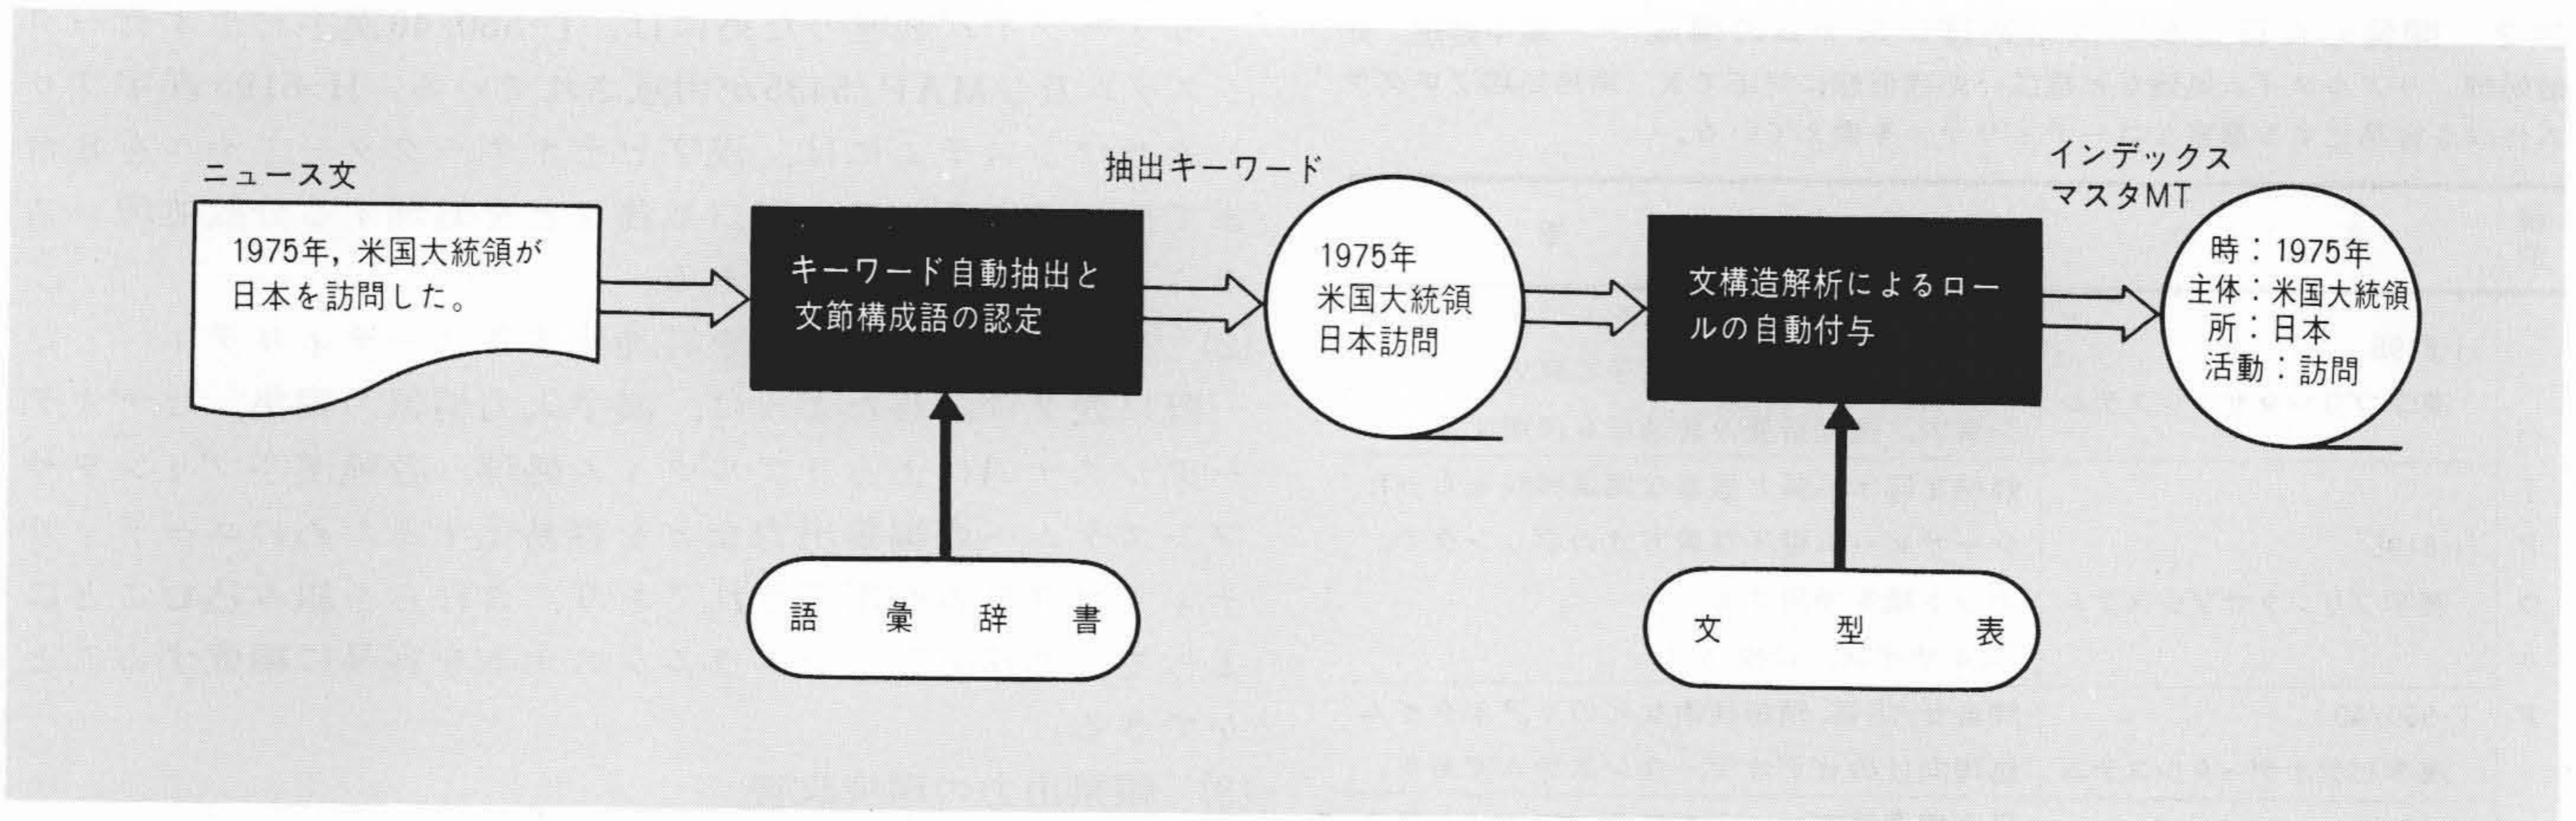 ニュース文
1975年，米国大統領が
日本を訪問した。
キーワード自動抽出と
文節構成語の認定
語彙辞書
抽出キーワード
1975年
米国大統領
日本訪問
文構造解析によるロー
ルの自動付与
文型表
インデックス
マスタMT
時：1975年
主体：米国大統領
所：日本
活動：訪問